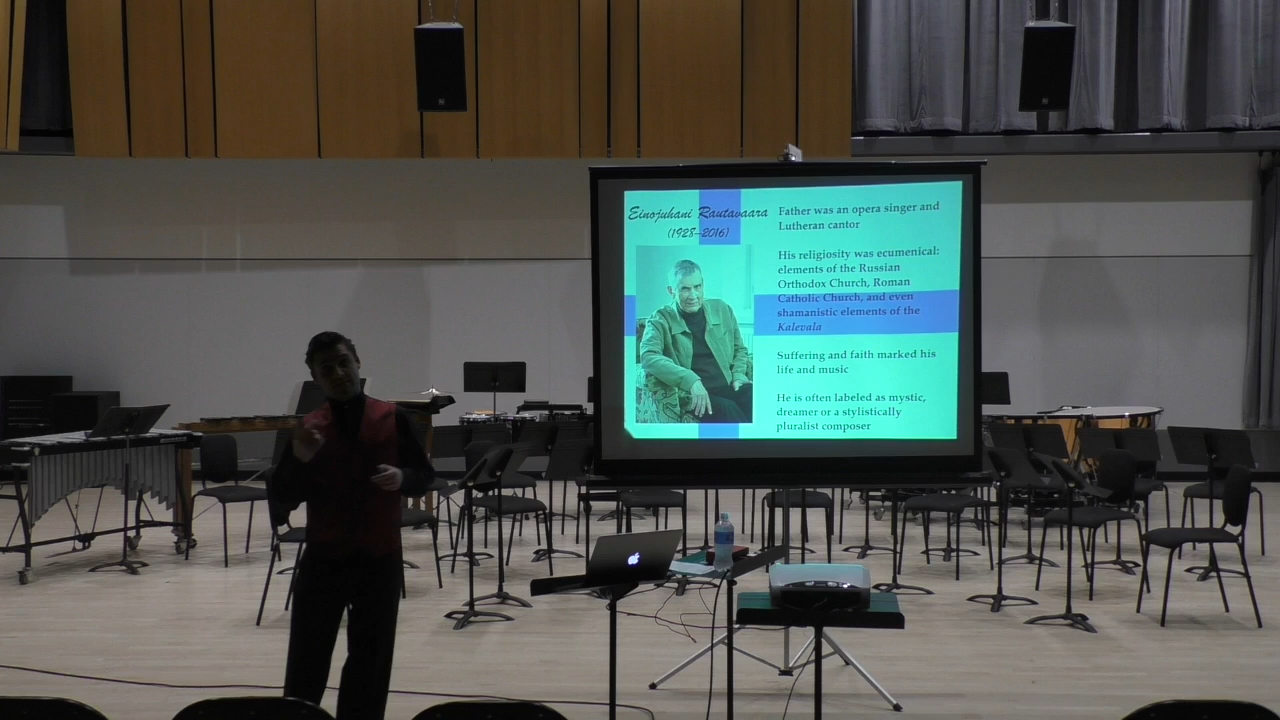 Einojuhani Rautavaara
(1928–2016)
Father was an opera singer and
Lutheran cantor
His religiosity was ecumenical:
elements of the Russian
Orthodox Church, Roman
Catholic Church, and even
shamanistic elements of the
Kalevala
Suffering and faith marked his
life and music
He is often labeled as mystic,
dreamer or a stylistically
pluralist composer